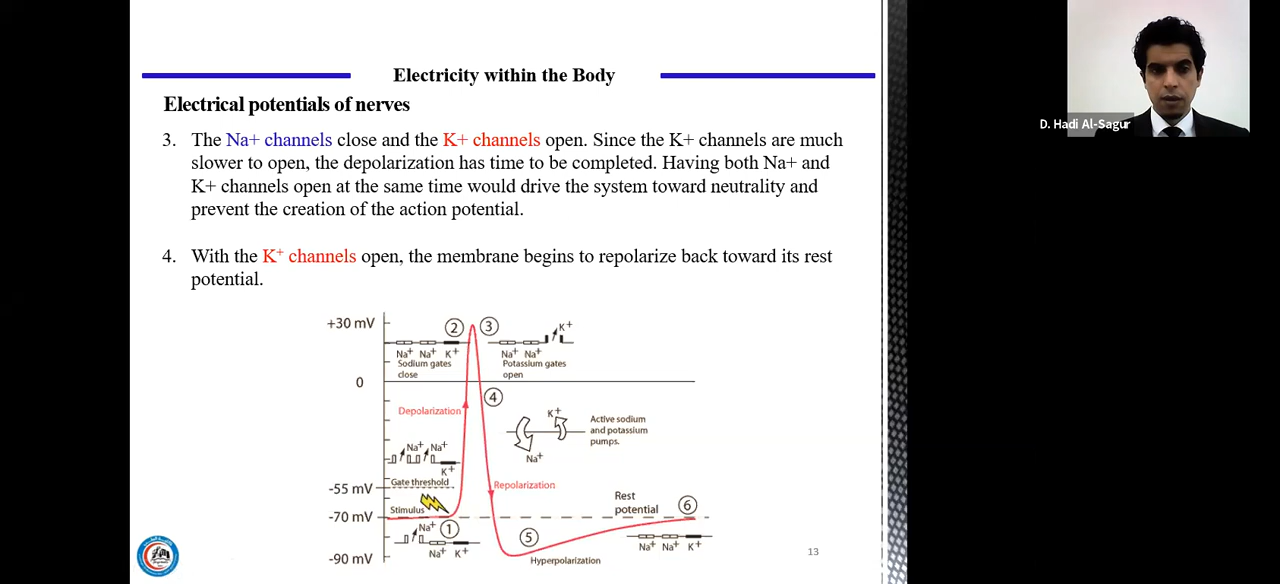 Electricity within the Body
D. Hadi Al-Sagur
Electrical potentials of nerves
3. The Na+ channels close and the K+ channels open. Since the K+ channels are much
slower to open, the depolarization has time to be completed. Having both Na+ and
K+ channels open at the same time would drive the system toward neutrality and
prevent the creation of the action potential.
4. With the K⁺ channels open, the membrane begins to repolarize back toward its rest
potential.
+30 mV
2
3
K+
Na+ Na+ K+
Sodium gates
close
Na+ Na+
Potassium gates
open
0
4
Depolarization
K+
Na+
Active sodium
and potassium
pumps.
Na+ Na+
K+
Gate threshold
-55 mV
Repolarization
Stimulus
-70 mV
Rest
potential
6
Na+
1
Na+ K+
5
Na+ Na+ K+
-90 mV
Hyperpolarization
13